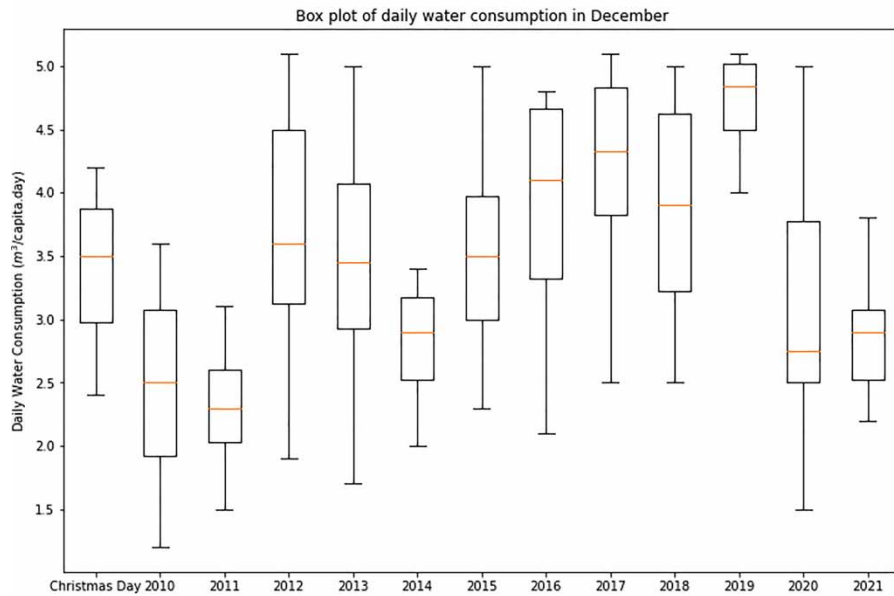 Box plot of daily water consumption in December
Daily Water Consumption (m³/capita.day)
5.0
4.5
4.0
3.5
3.0
2.5
2.0
1.5
Christmas Day 2010 2011 2012 2013 2014 2015 2016 2017 2018 2019 2020 2021